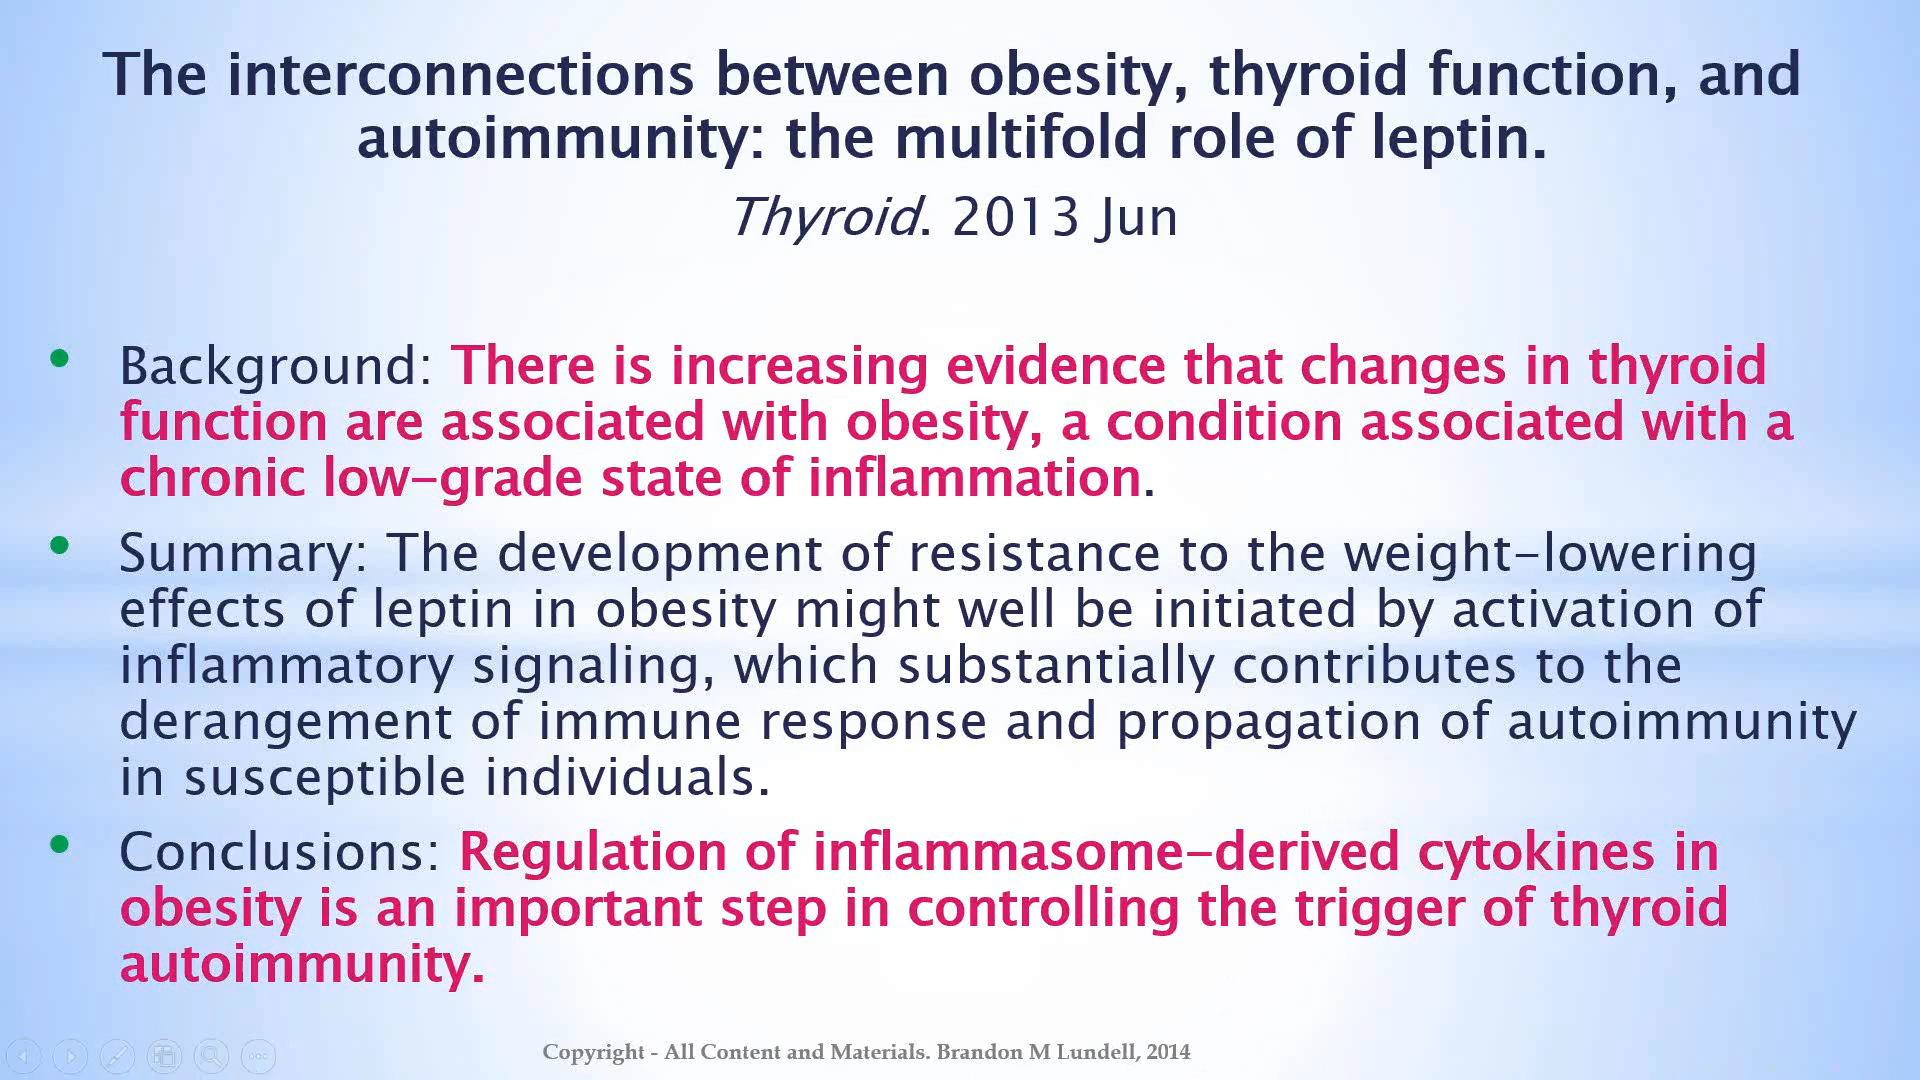 The interconnections between obesity, thyroid function, and
autoimmunity: the multifold role of leptin.
Thyroid. 2013 Jun
• Background: There is increasing evidence that changes in thyroid
function are associated with obesity, a condition associated with a
chronic low-grade state of inflammation.
• Summary: The development of resistance to the weight-lowering
effects of leptin in obesity might well be initiated by activation of
inflammatory signaling, which substantially contributes to the
derangement of immune response and propagation of autoimmunity
in susceptible individuals.
• Conclusions: Regulation of inflammasome-derived cytokines in
obesity is an important step in controlling the trigger of thyroid
autoimmunity.
Copyright - All Content and Materials. Brandon M Lundell, 2014